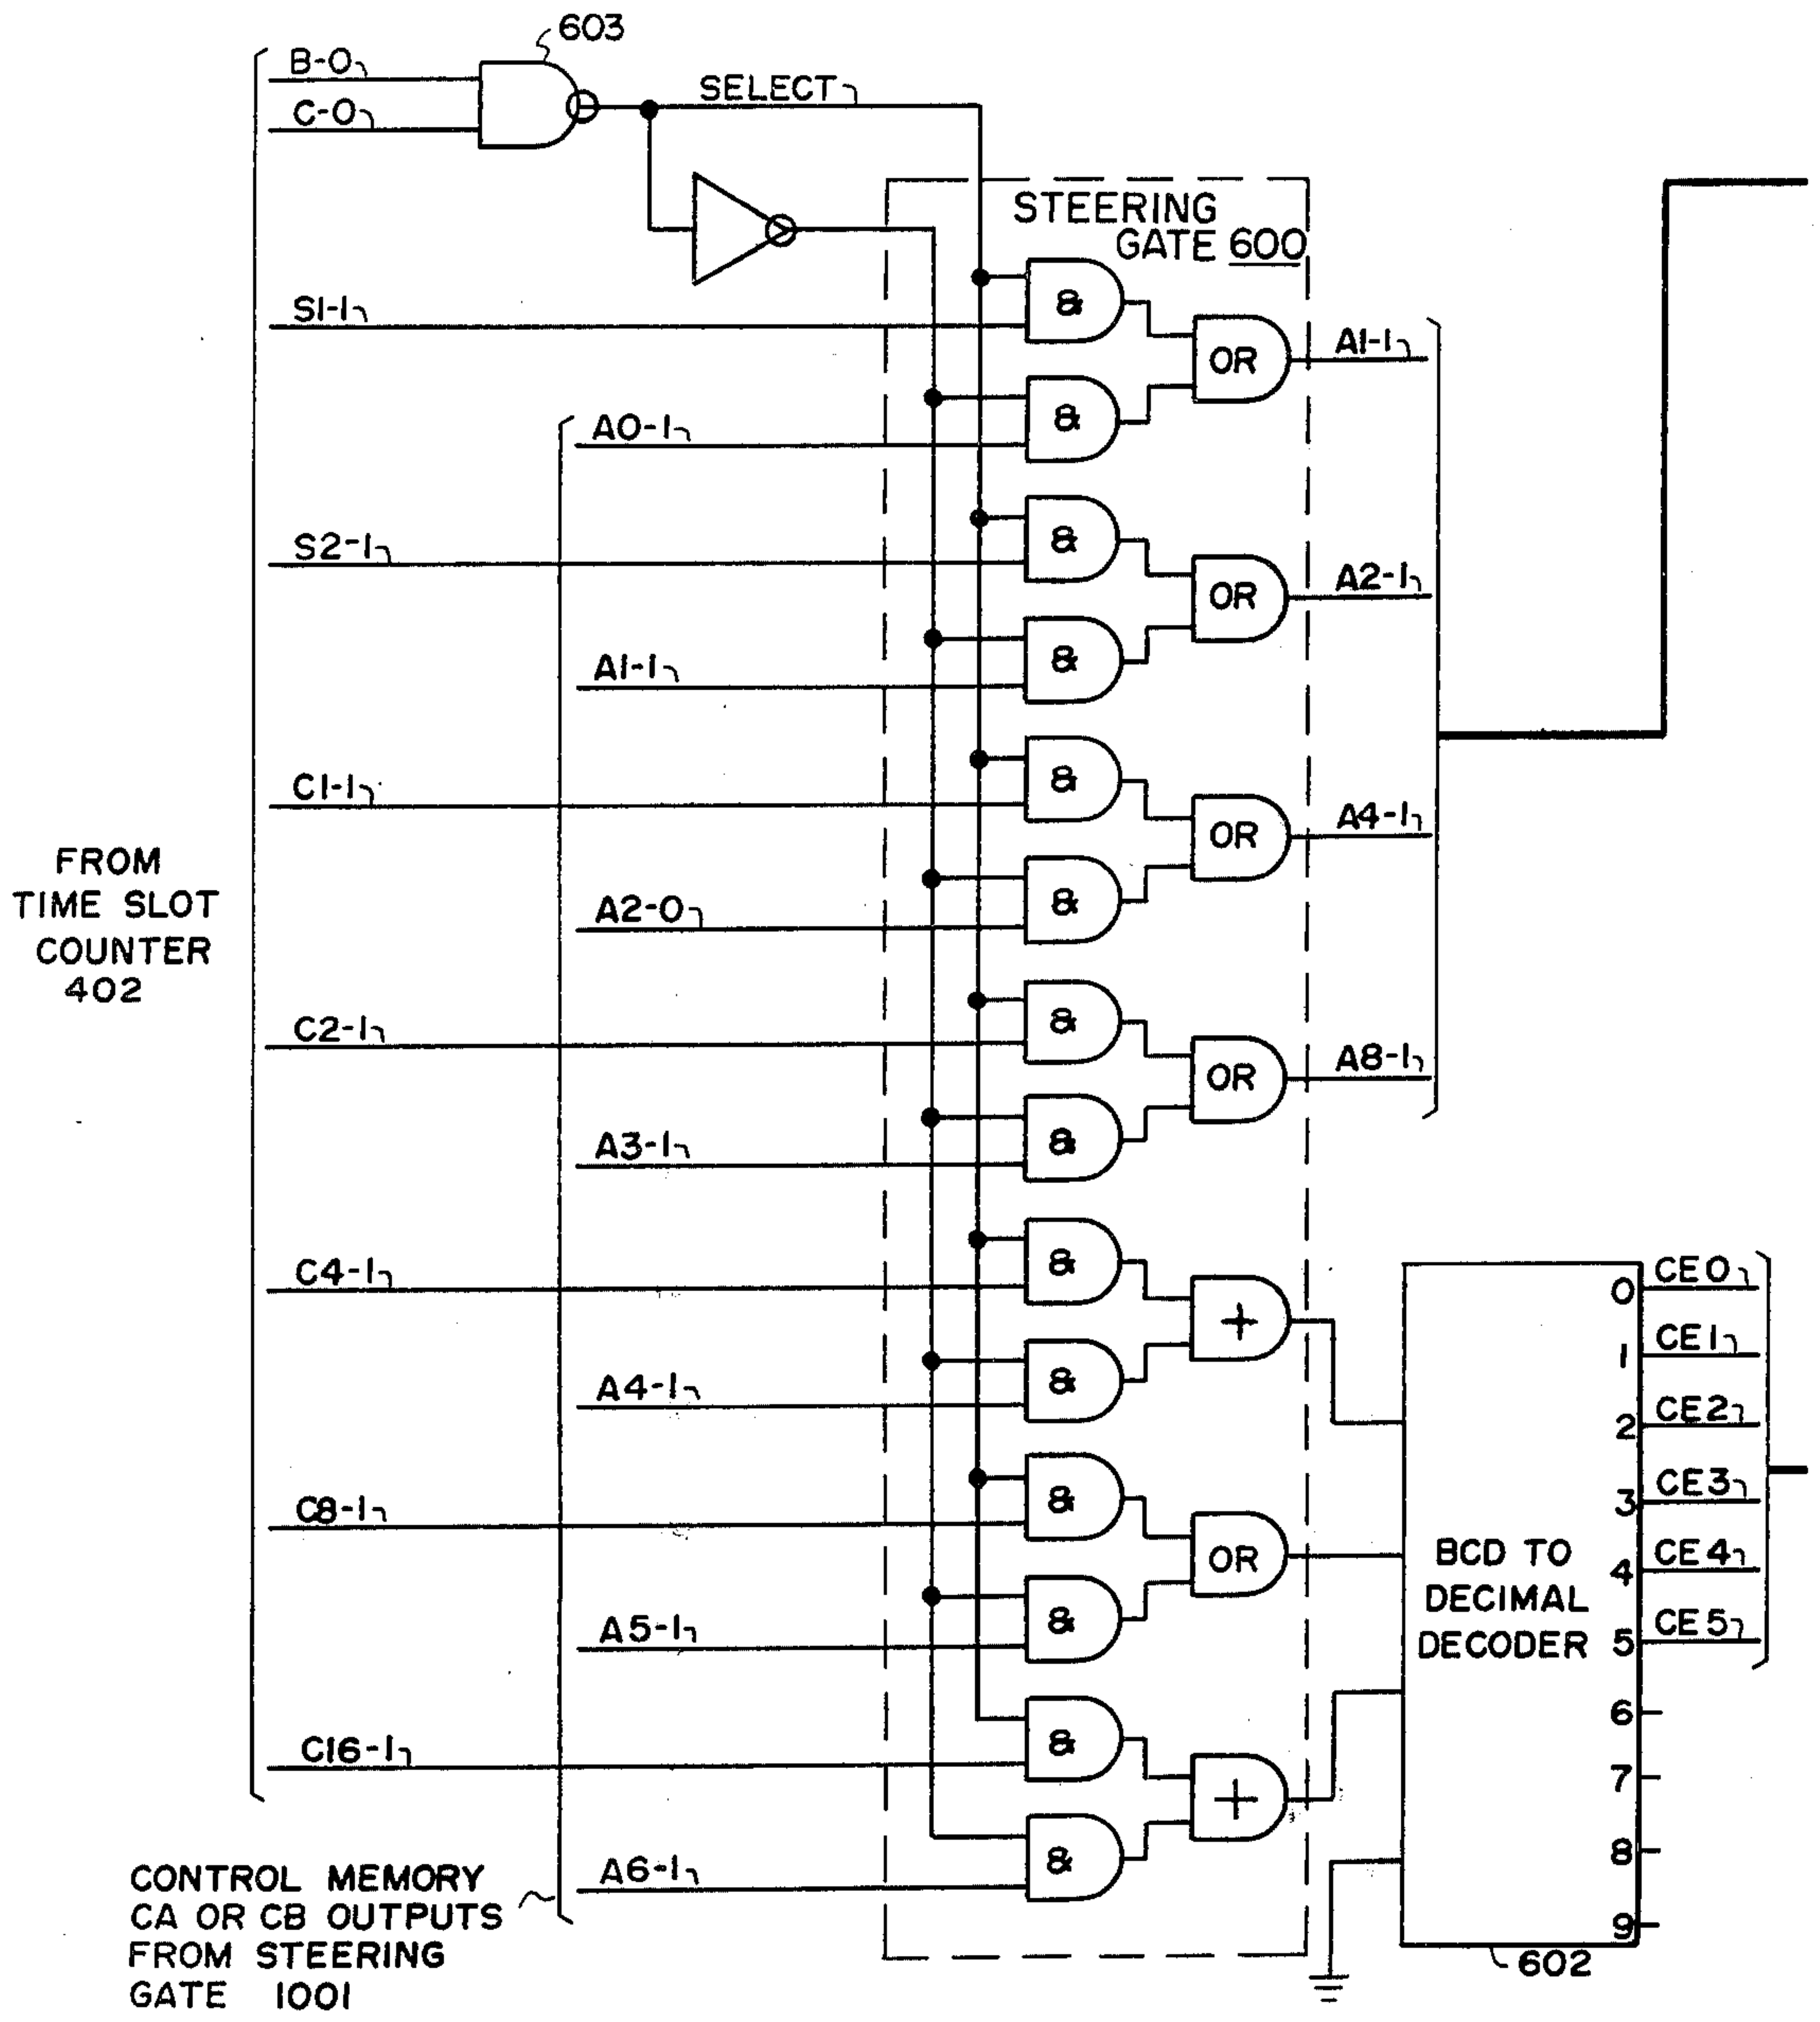 603
B-0
C-0
SELECT
STEERING
GATE 600
S1-1
&
OR
A1-1
&
A0-1
S2-1
&
OR
A2-1
&
A1-1
C1-1
&
OR
A4-1
&
A2-0
FROM
TIME SLOT
COUNTER
402
C2-1
&
OR
A8-1
&
A3-1
C4-1
&
+
&
A4-1
C8-1
&
OR
&
A5-1
C16-1
&
+
&
A6-1
0 CE0
1 CE1
2 CE2
3 CE3
4 CE4
5 CE5
6
7
8
9
BCD TO
DECIMAL
DECODER
602
CONTROL MEMORY
CA OR CB OUTPUTS
FROM STEERING
GATE 1001